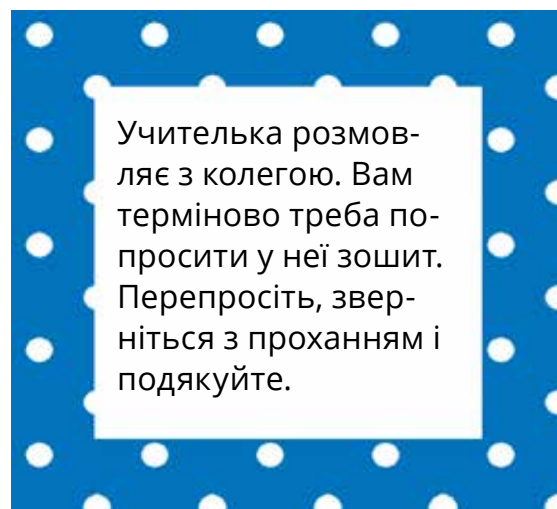 Учителька розмов-
ляє з колегою. Вам
терміново треба по-
просити у неї зошит.
Перепросіть, звер-
ніться з проханням і
подякуйте.